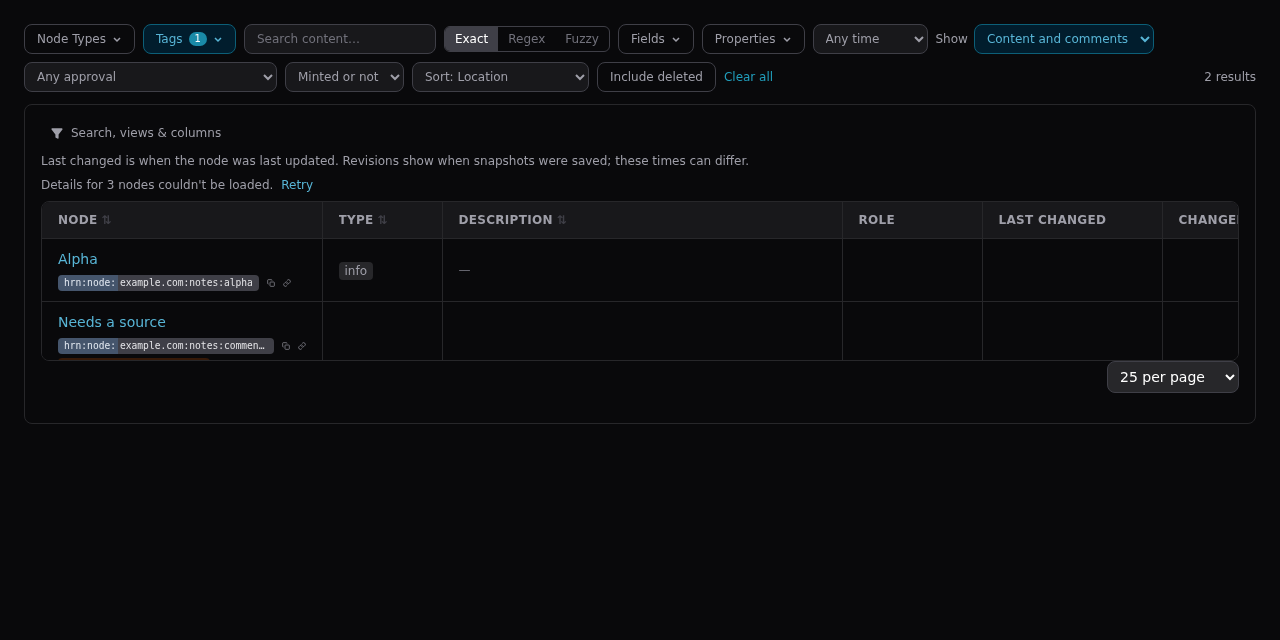 Node Types Tags 1 Search content... Exact Regex Fuzzy Fields Properties Any time Show Content and comments
Any approval Minted or not Sort: Location Include deleted Clear all 2 results
Search, views & columns
Last changed is when the node was last updated. Revisions show when snapshots were saved; these times can differ.
Details for 3 nodes couldn't be loaded. Retry
NODE TYPE DESCRIPTION ROLE LAST CHANGED CHANGE
Alpha
hrn:node: example.com:notes:alpha info —
Needs a source
hrn:node: example.com:notes:commen...
25 per page